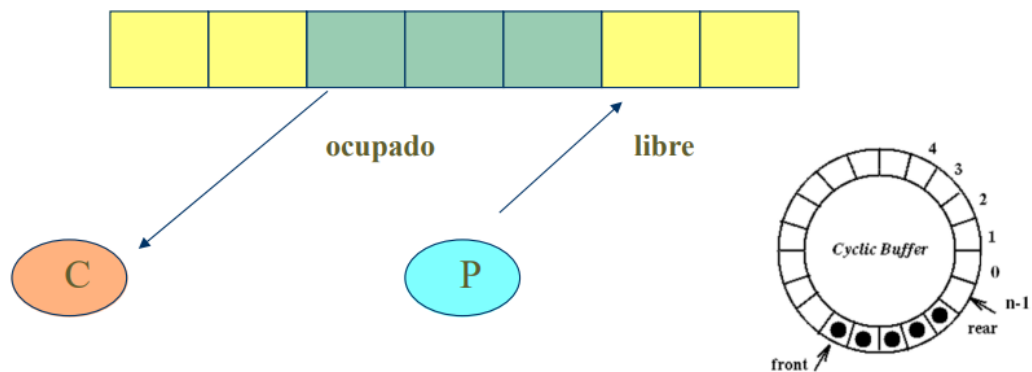 ocupado
libre
C
P
4
3
2
1
0
n-1
Cyclic Buffer
rear
front